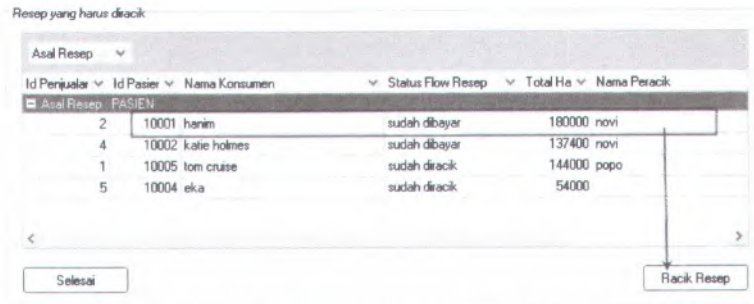 Resep yang harus diracik
Asal Resep
Id Penjualar Id Pasier Nama Konsumen Status Flow Resep Total Ha Nama Peracik
Asal Resep PASIEN
2 10001 hanim sudah dibayar 180000 novi
4 10002 katie holmes sudah dibayar 137400 novi
1 10005 tom cruise sudah diracik 144000 popo
5 10004 eka sudah diracik 54000
Selesai Racik Resep